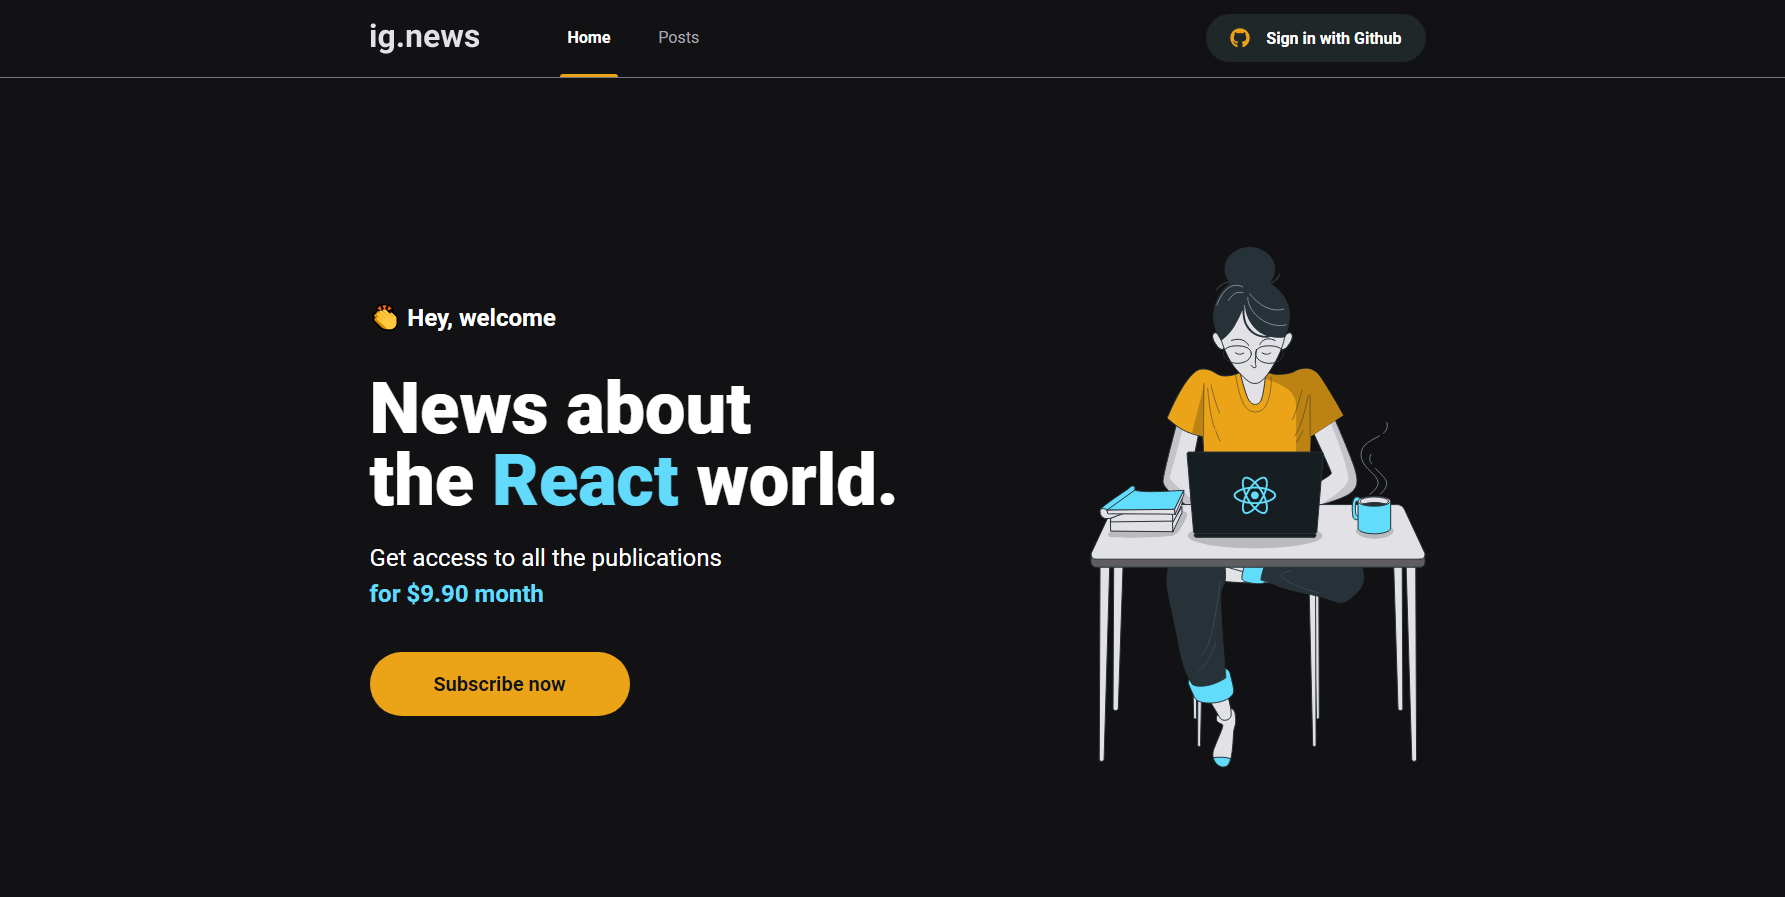 ig.news
Home
Posts
Sign in with Github
👏 Hey, welcome
News about
the React world.
Get access to all the publications
for $9.90 month
Subscribe now